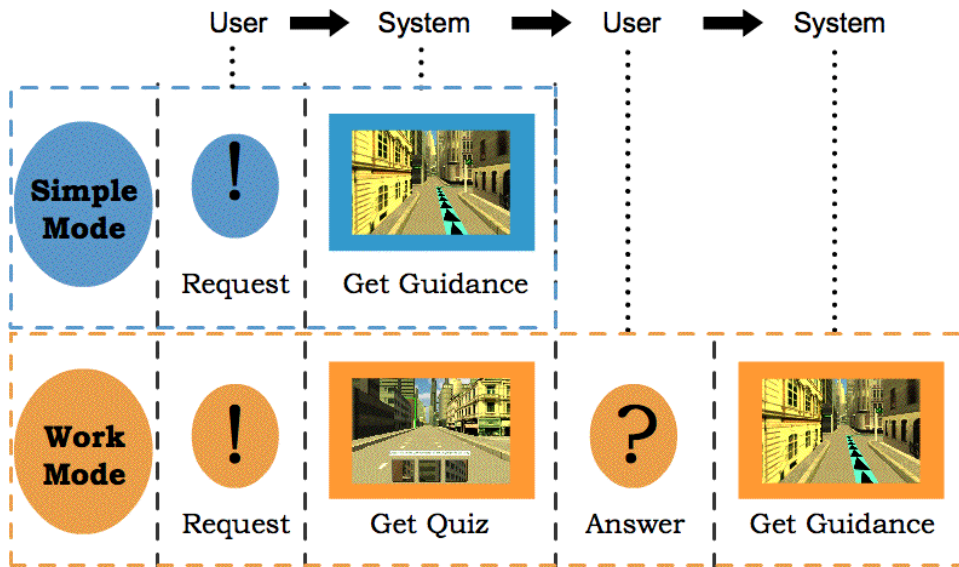 User System User System
Simple
Mode
!
Request Get Guidance
Work
Mode
! ?
Request Get Quiz Answer Get Guidance